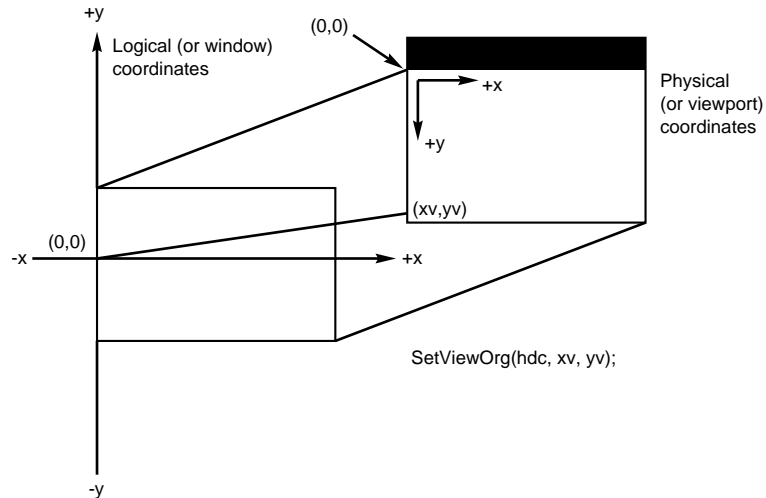 +y
Logical (or window)
coordinates
(0,0)
+x
+y
Physical
(or viewport)
coordinates
(xv,yv)
(0,0)
-x
+x
SetViewOrg(hdc, xv, yv);
-y